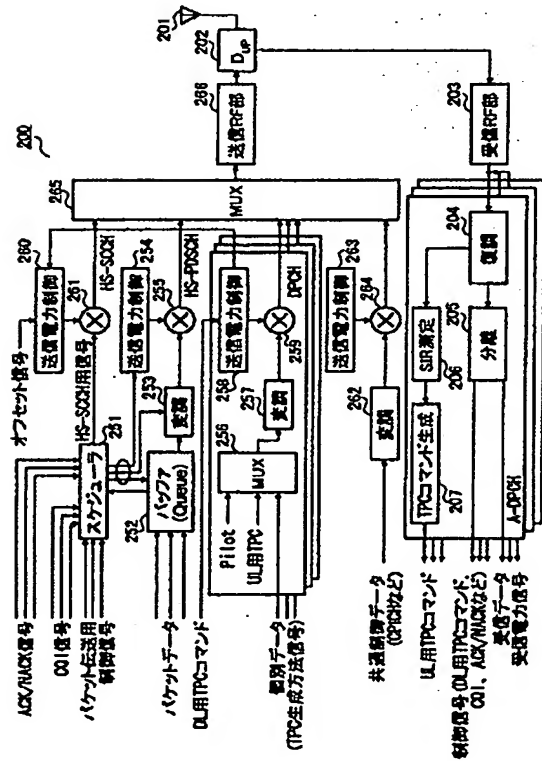 200
オフセット信号
260
送信電力制御
261
HS-SCCH
HS-SCCH用信号
ACK/NACK信号
CQI信号
パケット伝送用
制御信号
251
スケジューラ
254
送信電力制御
255
HS-PDSCH
253
変調
252
バッファ
(Queue)
パケットデータ
DL用TPCコマンド
258
送信電力制御
259
DPCH
257
変調
256
MUX
Pilot
UL用TPC
個別データ
(TPC生成方法信号)
263
送信電力制御
264
262
変調
共通制御データ
(CPICHなど)
265
MUX
266
送信RF部
202
DUP
201
203
受信RF部
204
復調
205
分離
206
SIR測定
207
TPCコマンド生成
A-DPCH
UL用TPCコマンド
制御信号(DL用TPCコマンド、
CQI、ACK/NACKなど)
受信データ
受信電力信号